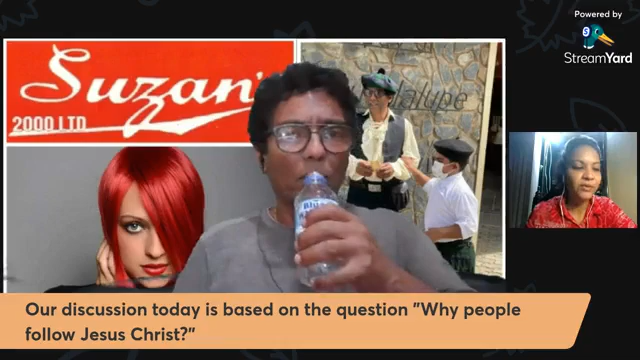 Powered by
StreamYard
Suzan's
2000 LTD
Our discussion today is based on the question "Why people
follow Jesus Christ?"